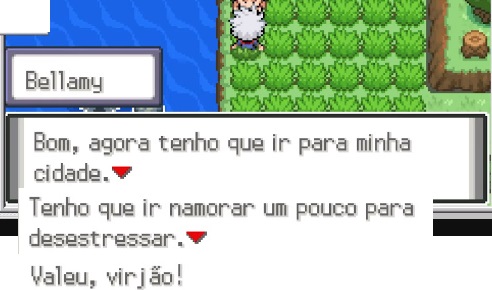 Bellamy
Bom, agora tenho que ir para minha
cidade.
Tenho que ir namorar um pouco para
desestressar.
Valeu, virjão!